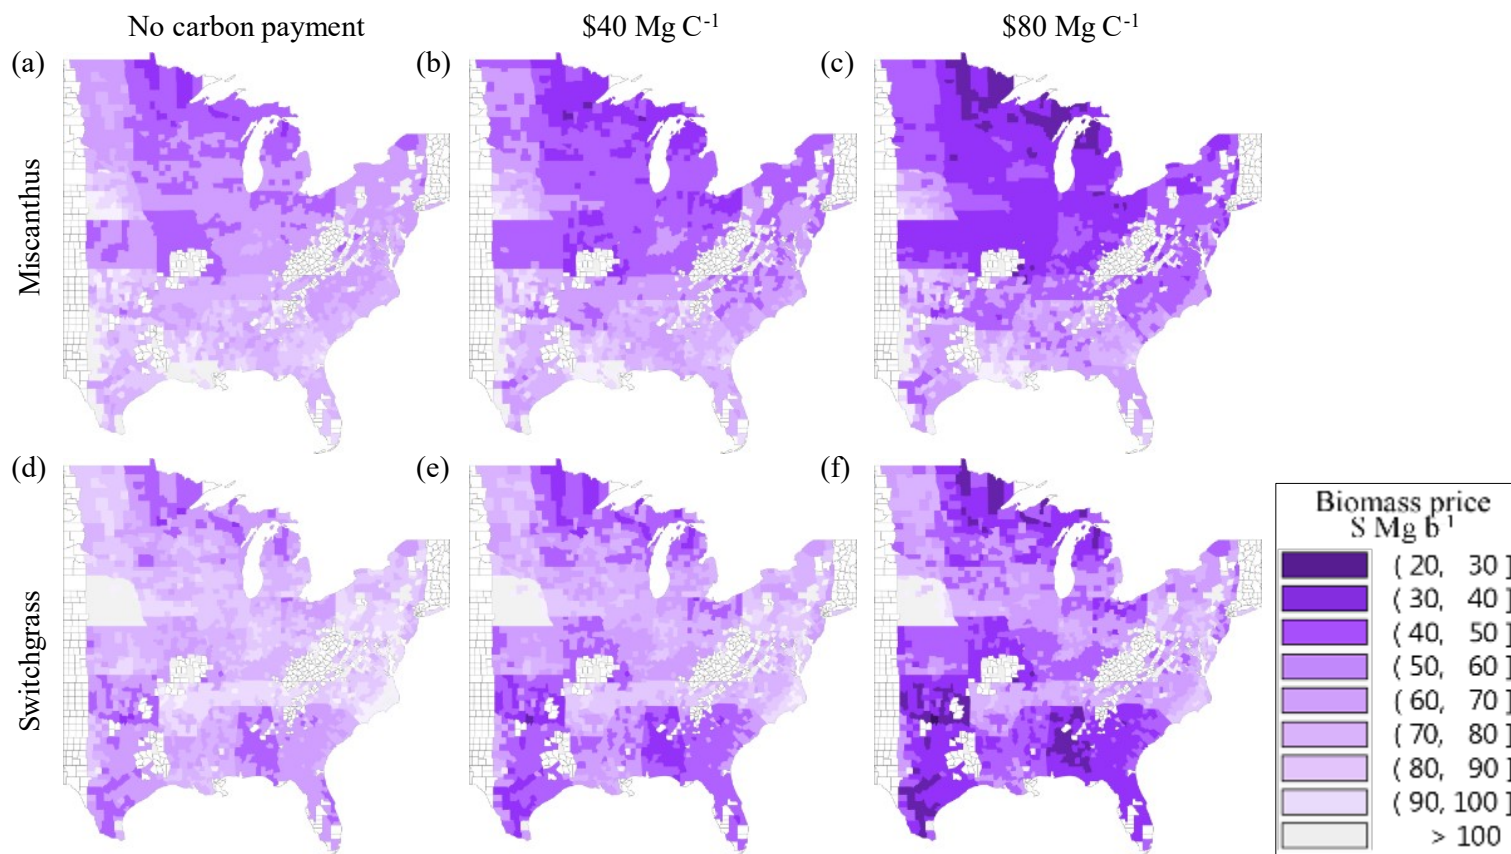 No carbon payment
$40 Mg C-1
$80 Mg C-1
(a)
(b)
(c)
Miscanthus
(d)
(e)
(f)
Switchgrass
Biomass price
S Mg b-1
( 20, 30 ]
( 30, 40 ]
( 40, 50 ]
( 50, 60 ]
( 60, 70 ]
( 70, 80 ]
( 80, 90 ]
( 90, 100 ]
> 100